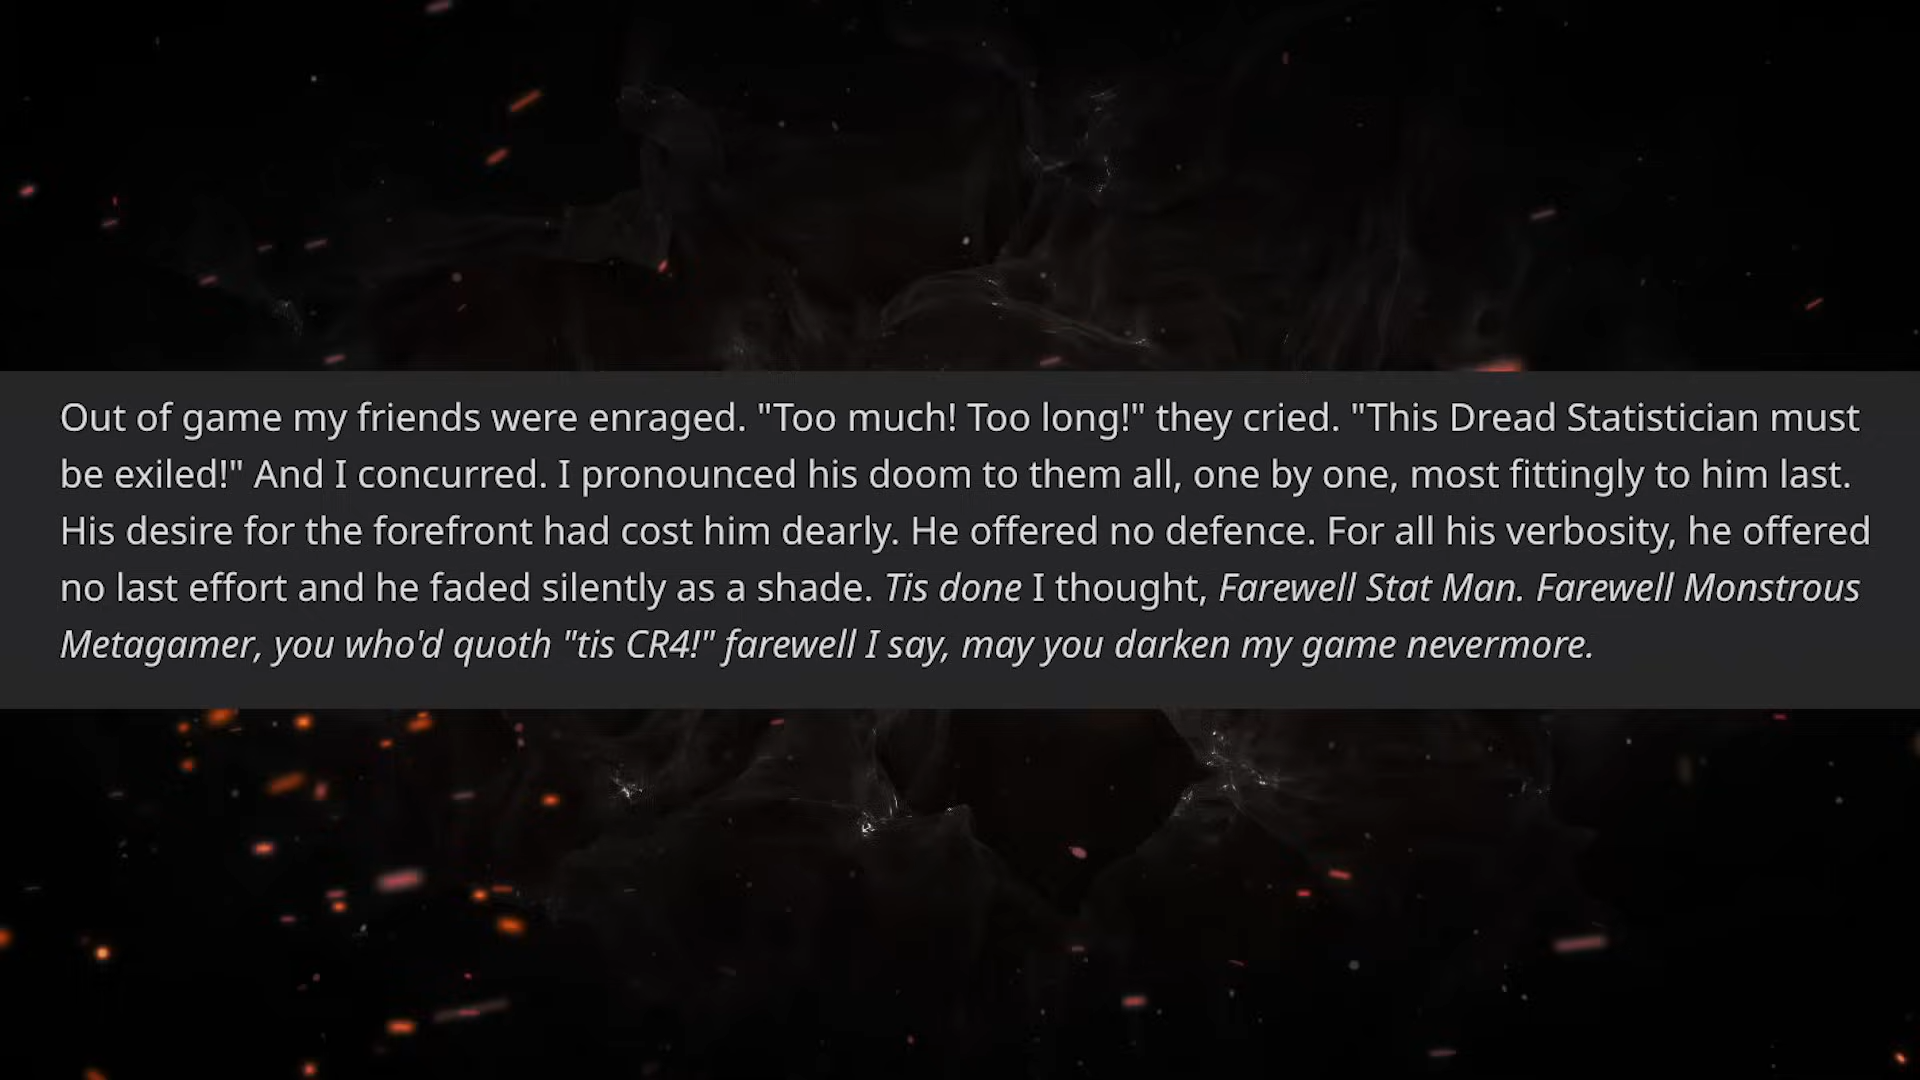 Out of game my friends were enraged. "Too much! Too long!" they cried. "This Dread Statistician must
be exiled!" And I concurred. I pronounced his doom to them all, one by one, most fittingly to him last.
His desire for the forefront had cost him dearly. He offered no defence. For all his verbosity, he offered
no last effort and he faded silently as a shade. Tis done I thought, Farewell Stat Man. Farewell Monstrous
Metagamer, you who'd quoth "tis CR4!" farewell I say, may you darken my game nevermore.